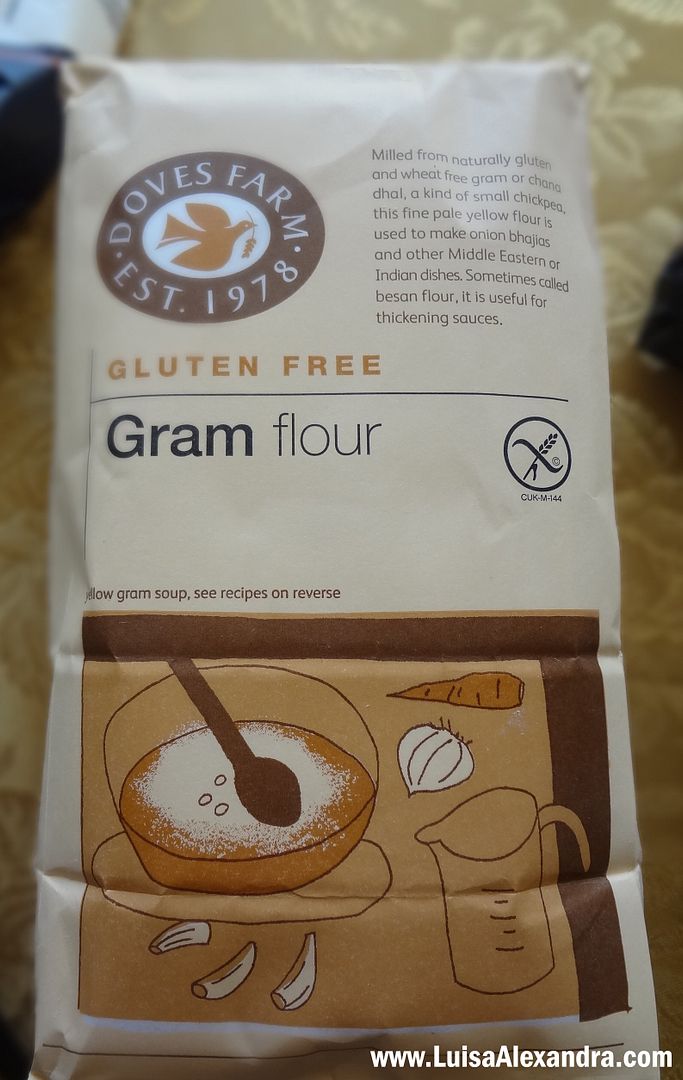 DOVES FARM
· EST. 1978 ·
Milled from naturally gluten
and wheat free gram or chana
dhal, a kind of small chickpea,
this fine pale yellow flour is
used to make onion bhajias
and other Middle Eastern or
Indian dishes. Sometimes called
besan flour, it is useful for
thickening sauces.
GLUTEN FREE
Gram flour
©
CUK-M-144
ellow gram soup, see recipes on reverse
www.LuisaAlexandra.com